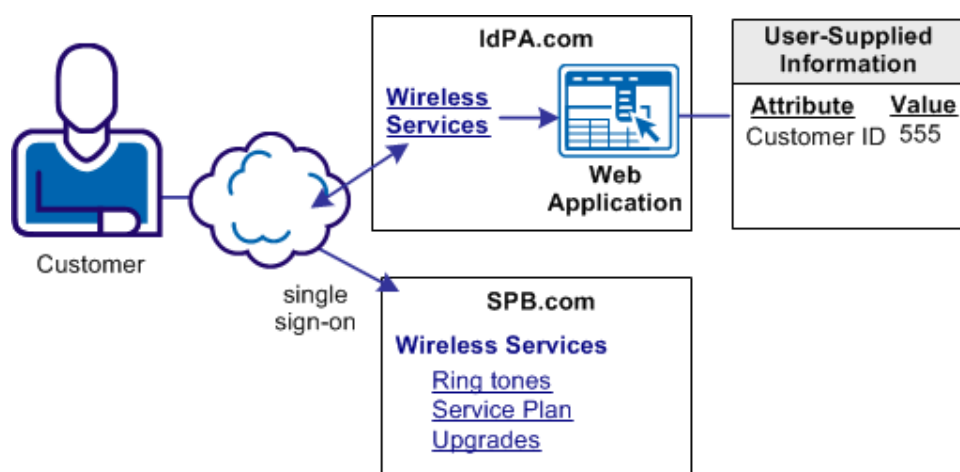 Customer
single
sign-on
IdPA.com
Wireless
Services
Web
Application
User-Supplied
Information
Attribute Value
Customer ID 555
SPB.com
Wireless Services
Ring tones
Service Plan
Upgrades